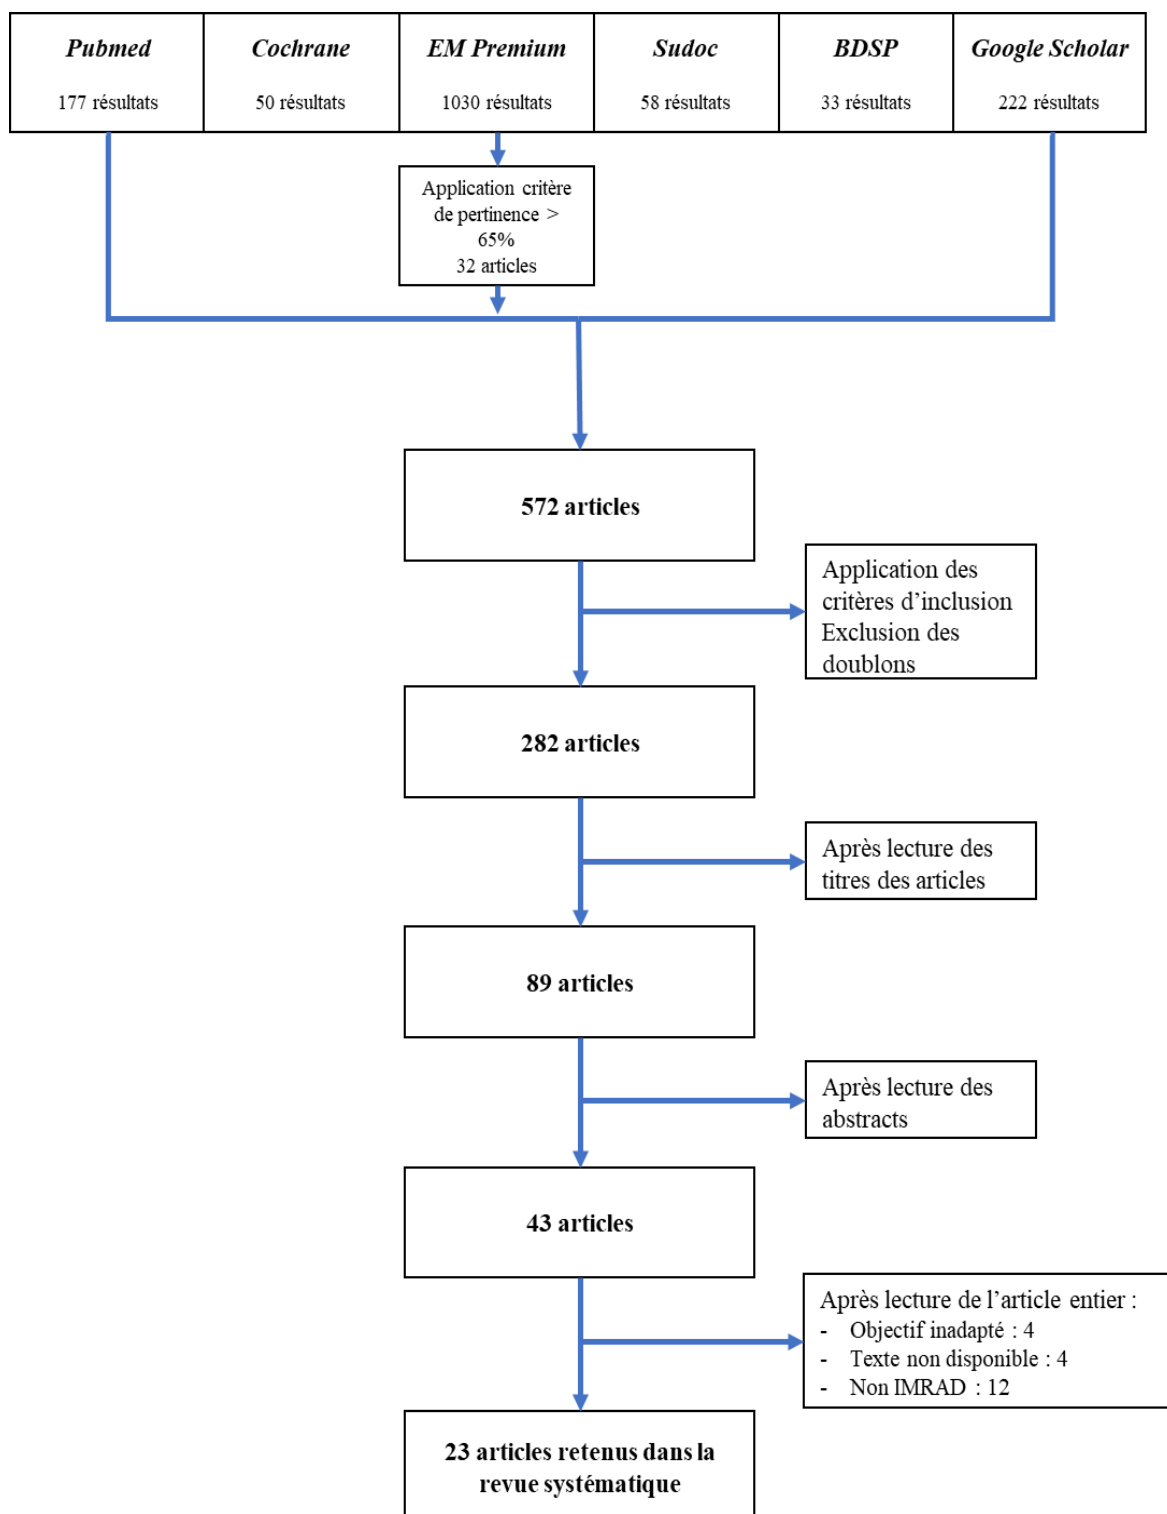 Pubmed
177 résultats
Cochrane
50 résultats
EM Premium
1030 résultats
Sudoc
58 résultats
BDSP
33 résultats
Google Scholar
222 résultats
Application critère
de pertinence >
65%
32 articles
572 articles
Application des
critères d’inclusion
Exclusion des
doublons
282 articles
Après lecture des
titres des articles
89 articles
Après lecture des
abstracts
43 articles
Après lecture de l’article entier :
- Objectif inadapté : 4
- Texte non disponible : 4
- Non IMRAD : 12
23 articles retenus dans la
revue systématique